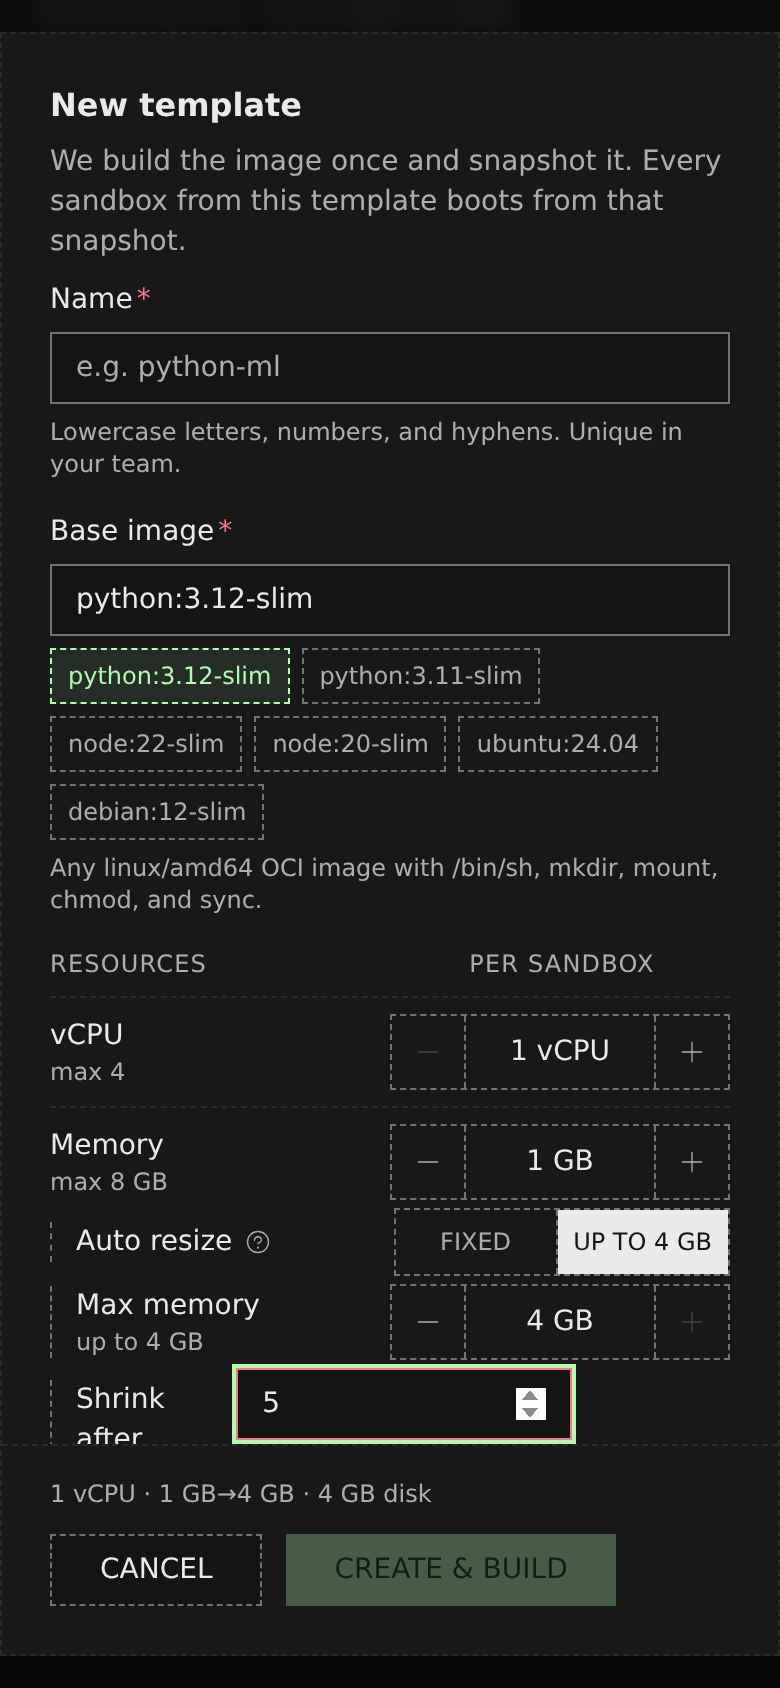 New template
We build the image once and snapshot it. Every
sandbox from this template boots from that
snapshot.
Name*
e.g. python-ml
Lowercase letters, numbers, and hyphens. Unique in
your team.
Base image*
python:3.12-slim
python:3.12-slim
python:3.11-slim
node:22-slim
node:20-slim
ubuntu:24.04
debian:12-slim
Any linux/amd64 OCI image with /bin/sh, mkdir, mount,
chmod, and sync.
RESOURCES PER SANDBOX
vCPU
max 4
− 1 vCPU +
Memory
max 8 GB
− 1 GB +
Auto resize ?
FIXED UP TO 4 GB
Max memory
up to 4 GB
− 4 GB +
Shrink
after
5
1 vCPU · 1 GB→4 GB · 4 GB disk
CANCEL CREATE & BUILD